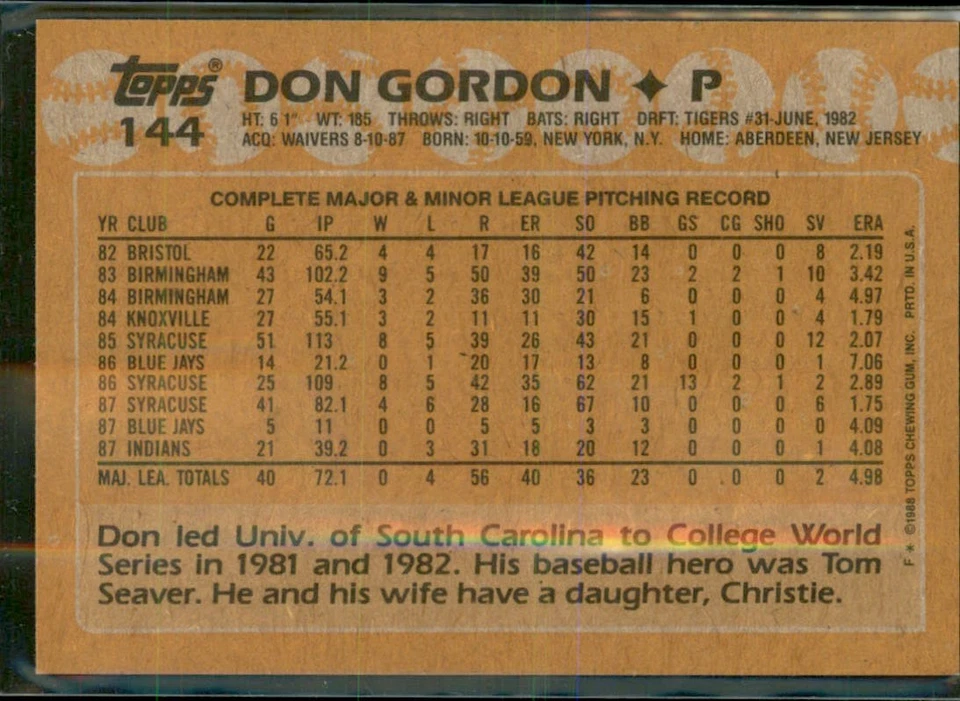 Topps® DON GORDON ✦ P
144 HT: 6 1" WT: 185 THROWS: RIGHT BATS: RIGHT DRFT: TIGERS #31-JUNE, 1982
ACQ: WAIVERS 8-10-87 BORN: 10-10-59, NEW YORK, N.Y. HOME: ABERDEEN, NEW JERSEY
COMPLETE MAJOR & MINOR LEAGUE PITCHING RECORD
YR CLUB G IP W L R ER SO BB GS CG SHO SV ERA
82 BRISTOL 22 65.2 4 4 17 16 42 14 0 0 0 8 2.19
83 BIRMINGHAM 43 102.2 9 5 50 39 50 23 2 2 1 10 3.42
84 BIRMINGHAM 27 54.1 3 2 36 30 21 6 0 0 0 4 4.97
84 KNOXVILLE 27 55.1 3 2 11 11 30 15 1 0 0 4 1.79
85 SYRACUSE 51 113 8 5 39 26 43 21 0 0 0 12 2.07
86 BLUE JAYS 14 21.2 0 1 20 17 13 8 0 0 0 1 7.06
86 SYRACUSE 25 109 8 5 42 35 62 21 13 2 1 2 2.89
87 SYRACUSE 41 82.1 4 6 28 16 67 10 0 0 0 6 1.75
87 BLUE JAYS 5 11 0 0 5 5 3 3 0 0 0 0 4.09
87 INDIANS 21 39.2 0 3 31 18 20 12 0 0 0 1 4.08
MAJ. LEA. TOTALS 40 72.1 0 4 56 40 36 23 0 0 0 2 4.98
Don led Univ. of South Carolina to College World
Series in 1981 and 1982. His baseball hero was Tom
Seaver. He and his wife have a daughter, Christie.
F* ©1988 TOPPS CHEWING GUM, INC. PRTD. IN U.S.A.